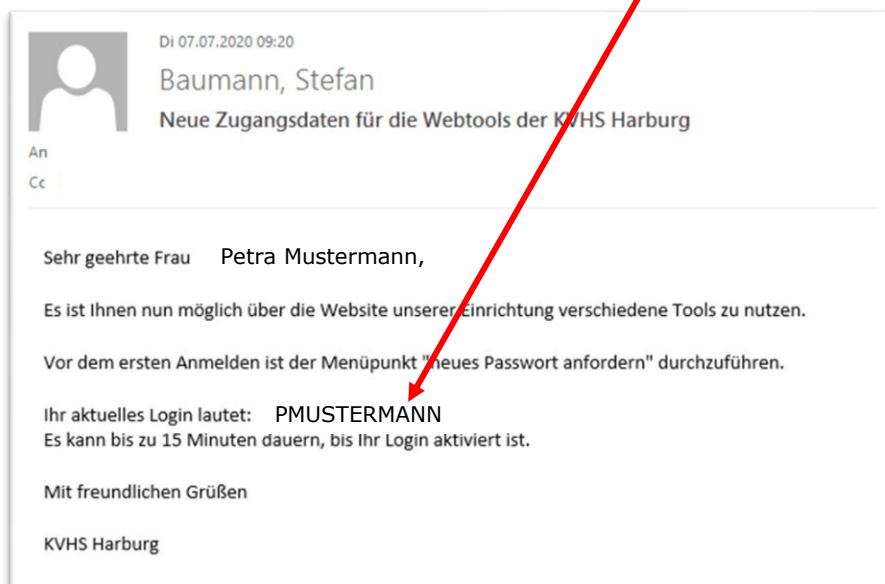 Di 07.07.2020 09:20
Baumann, Stefan
Neue Zugangsdaten für die Webtools der KVHS Harburg
An
Cc
Sehr geehrte Frau Petra Mustermann,
Es ist Ihnen nun möglich über die Website unserer Einrichtung verschiedene Tools zu nutzen.
Vor dem ersten Anmelden ist der Menüpunkt "neues Passwort anfordern" durchzuführen.
Ihr aktuelles Login lautet: PMUSTERMANN
Es kann bis zu 15 Minuten dauern, bis Ihr Login aktiviert ist.
Mit freundlichen Grüßen
KVHS Harburg